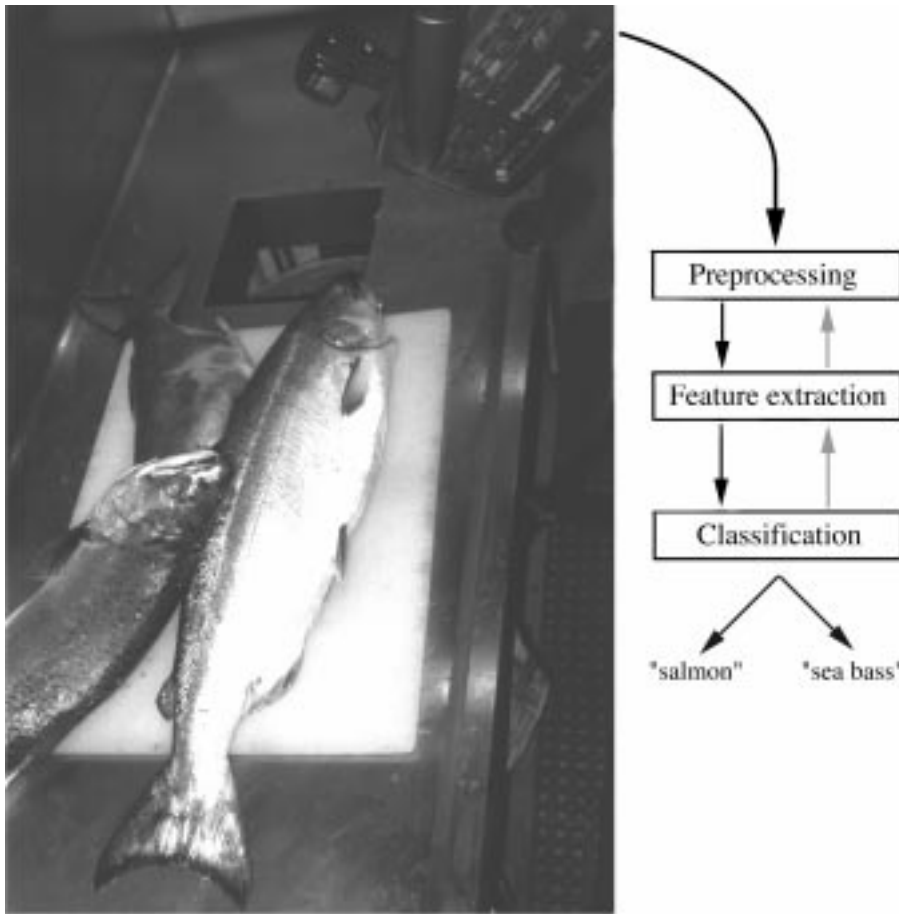 Preprocessing
Feature extraction
Classification
"salmon" "sea bass"